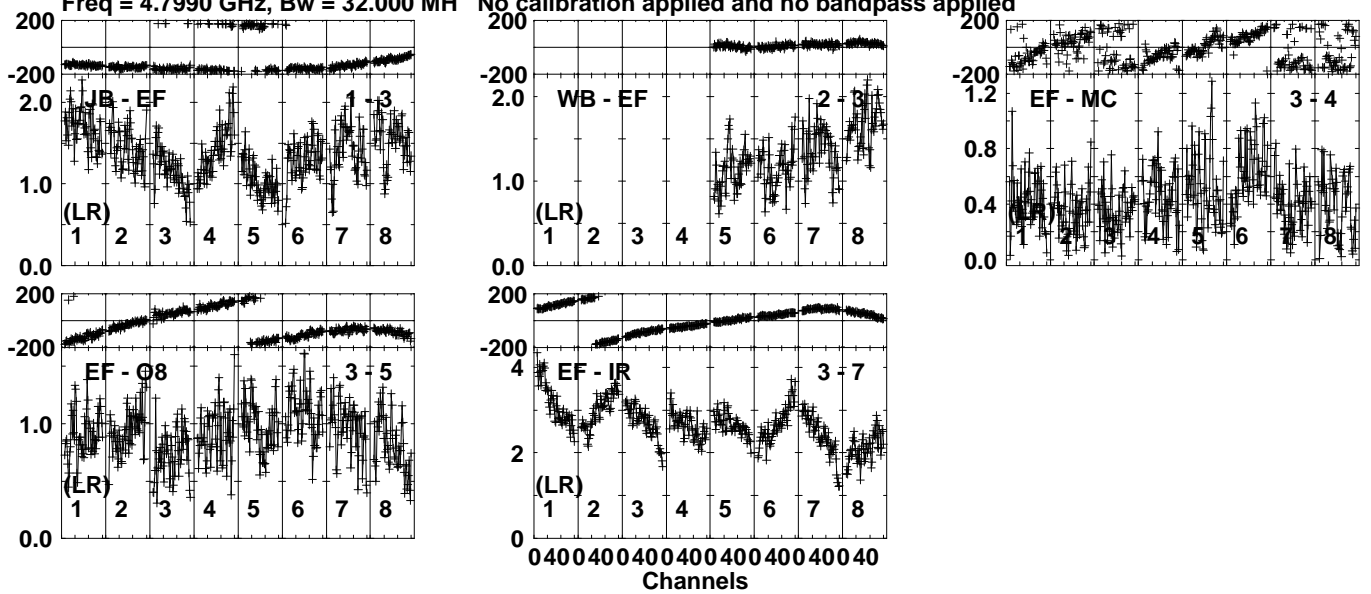 Freq = 4.7990 GHz, Bw = 32.000 MH No calibration applied and no bandpass applied
200
-200
JB - EF 1 - 3
2.0
1.0
(LR)
1 2 3 4 5 6 7 8
0.0
200
-200
WB - EF 2 - 3
2.0
1.0
(LR)
1 2 3 4 5 6 7 8
0.0
200
-200
EF - MC 3 - 4
1.2
0.8
0.4
(LR)
1 2 3 4 5 6 7 8
0.0
200
-200
EF - O8 3 - 5
1.0
(LR)
1 2 3 4 5 6 7 8
0.0
200
-200
EF - IR 3 - 7
4
2
(LR)
1 2 3 4 5 6 7 8
0
0 40 0 40 0 40 0 40 0 40 0 40 0 40 0 40
Channels